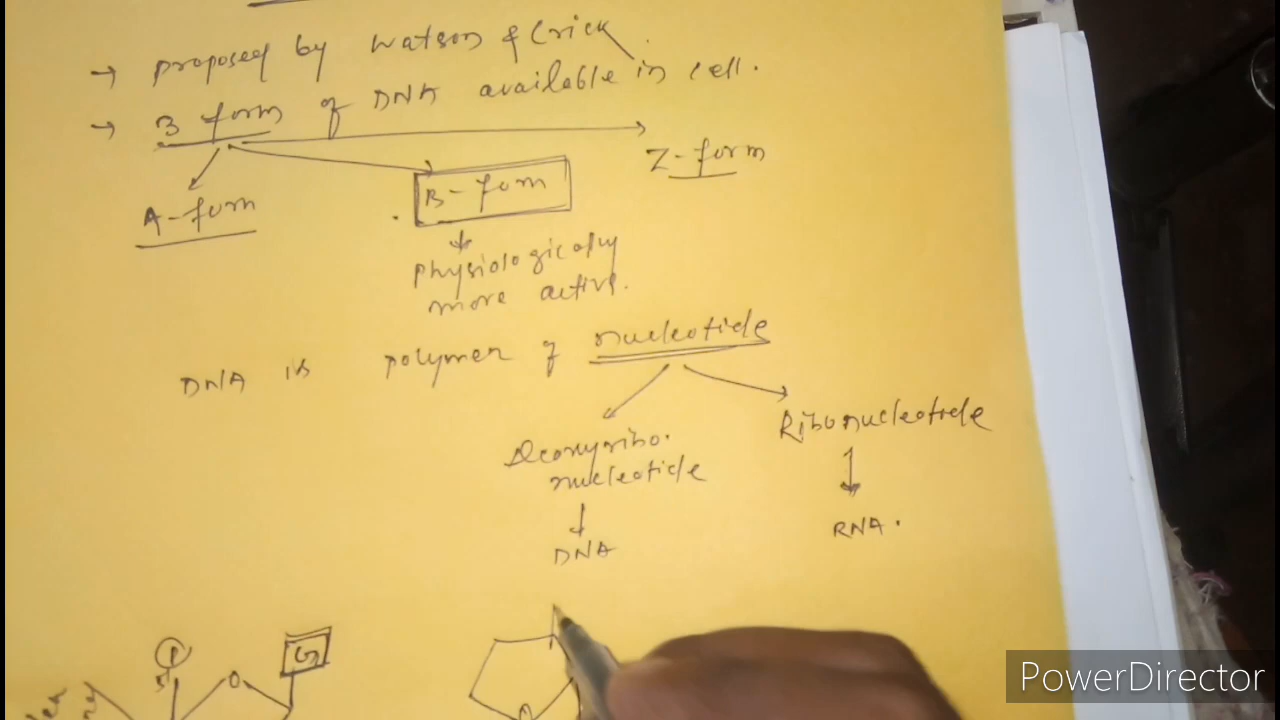 → proposed by Watson & Crick.
→ 3 form of DNA available in cell.
A-form
B-form
Z-form
physiologically
more active.
DNA is polymer of nucleotide
Deoxyribo.
nucleotide
Ribonucleotide
DNA
RNA.
P
5'
O
G
O
PowerDirector